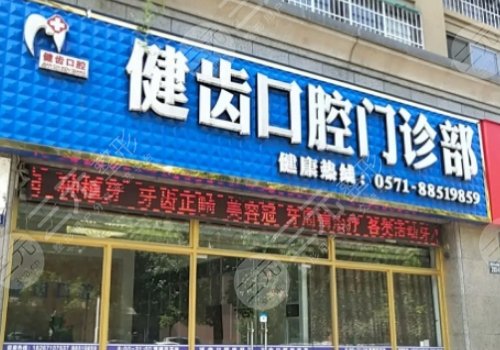 健齿口腔
健齿口腔门诊部
健康热线：0571-88519859
种植牙 牙齿正畸 美容冠 牙周病治疗 各类活动牙